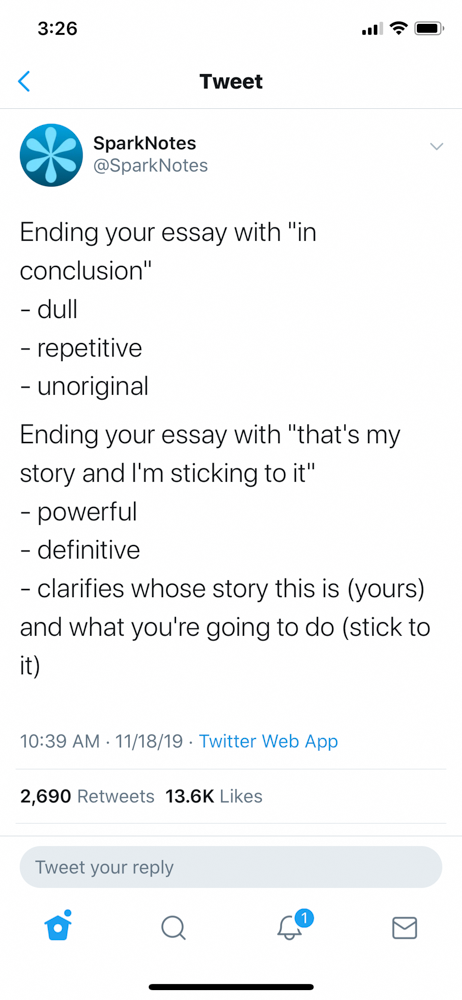 3:26
Tweet
SparkNotes
@SparkNotes
Ending your essay with "in
conclusion"
- dull
- repetitive
- unoriginal
Ending your essay with "that's my
story and I'm sticking to it"
- powerful
- definitive
- clarifies whose story this is (yours)
and what you're going to do (stick to
it)
10:39 AM · 11/18/19 · Twitter Web App
2,690 Retweets 13.6K Likes
Tweet your reply
1